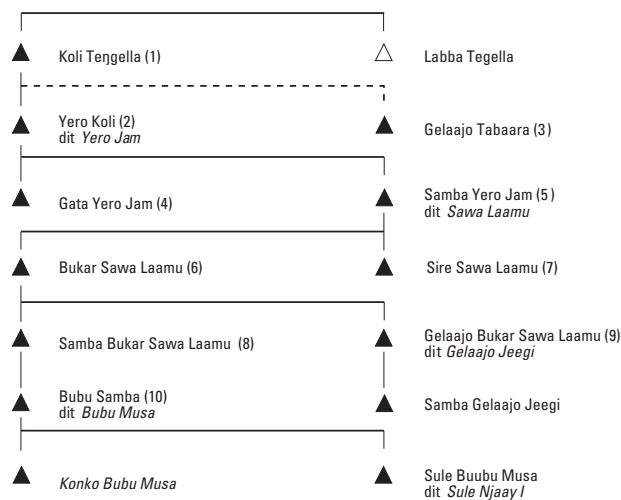 Koli Teŋgella (1)
Labba Tegella
Yero Koli (2)
dit Yero Jam
Gelaajo Tabaara (3)
Gata Yero Jam (4)
Samba Yero Jam (5)
dit Sawa Laamu
Bukar Sawa Laamu (6)
Sire Sawa Laamu (7)
Samba Bukar Sawa Laamu (8)
Gelaajo Bukar Sawa Laamu (9)
dit Gelaajo Jeegi
Bubu Samba (10)
dit Bubu Musa
Samba Gelaajo Jeegi
Konko Bubu Musa
Sule Buubu Musa
dit Sule Njaay I